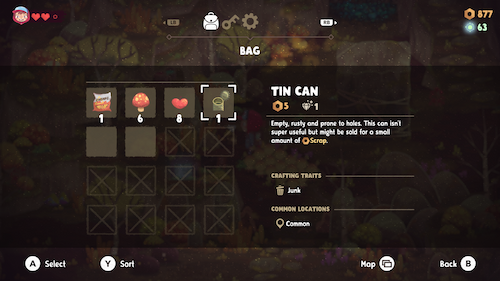 LB
RB
877
63
BAG
1
6
8
1
TIN CAN
5
1
Empty, rusty and prone to holes. This can isn't
super useful but might be sold for a small
amount of Scrap.
CRAFTING TRAITS
Junk
COMMON LOCATIONS
Common
A Select
Y Sort
Map
Back B